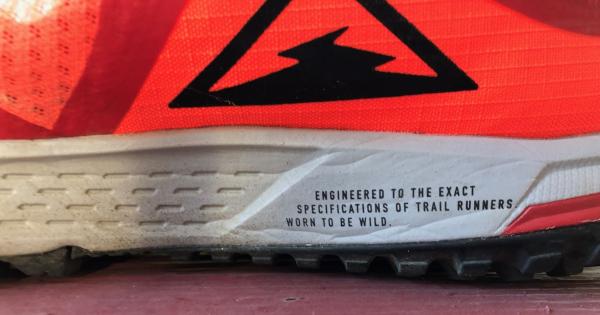 ENGINEERED TO THE EXACT
SPECIFICATIONS OF TRAIL RUNNERS.
WORN TO BE WILD.